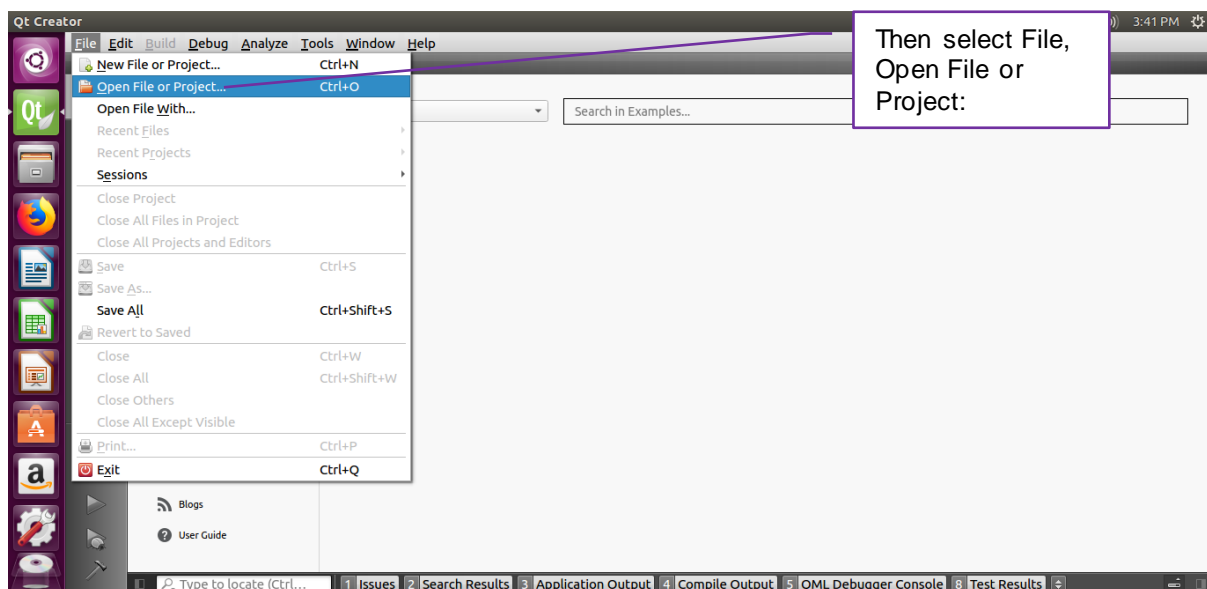 Qt Creator
3:41 PM
File Edit Build Debug Analyze Tools Window Help
Then select File,
Open File or
Project:
New File or Project... Ctrl+N
Open File or Project... Ctrl+O
Open File With...
Recent Files
Recent Projects
Sessions
Close Project
Close All Files in Project
Close All Projects and Editors
Save Ctrl+S
Save As...
Save All Ctrl+Shift+S
Revert to Saved
Close Ctrl+W
Close All Ctrl+Shift+W
Close Others
Close All Except Visible
Print... Ctrl+P
Exit Ctrl+Q
Search in Examples...
Qt
a
Blogs
User Guide
Type to locate (Ctrl... 1 Issues 2 Search Results 3 Application Output 4 Compile Output 5 QML Debugger Console 8 Test Results